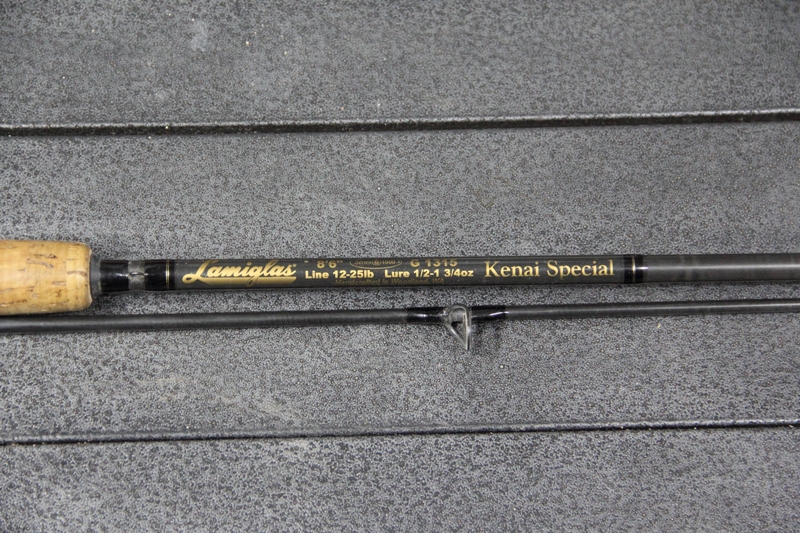 Lamiglas 8'6" G 1315 Kenai Special
Line 12-25lb Lure 1/2-1 3/4oz